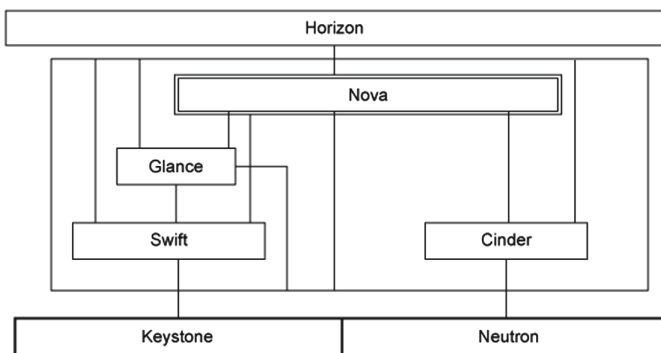 Horizon
Nova
Glance
Swift
Cinder
Keystone
Neutron